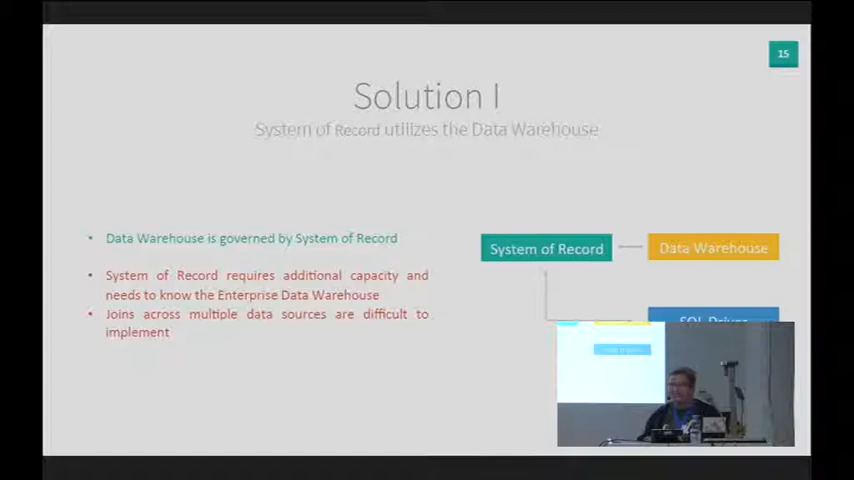 15
Solution I
System of Record utilizes the Data Warehouse
• Data Warehouse is governed by System of Record
• System of Record requires additional capacity and
needs to know the Enterprise Data Warehouse
• Joins across multiple data sources are difficult to
implement
System of Record
Data Warehouse
SQL Driver